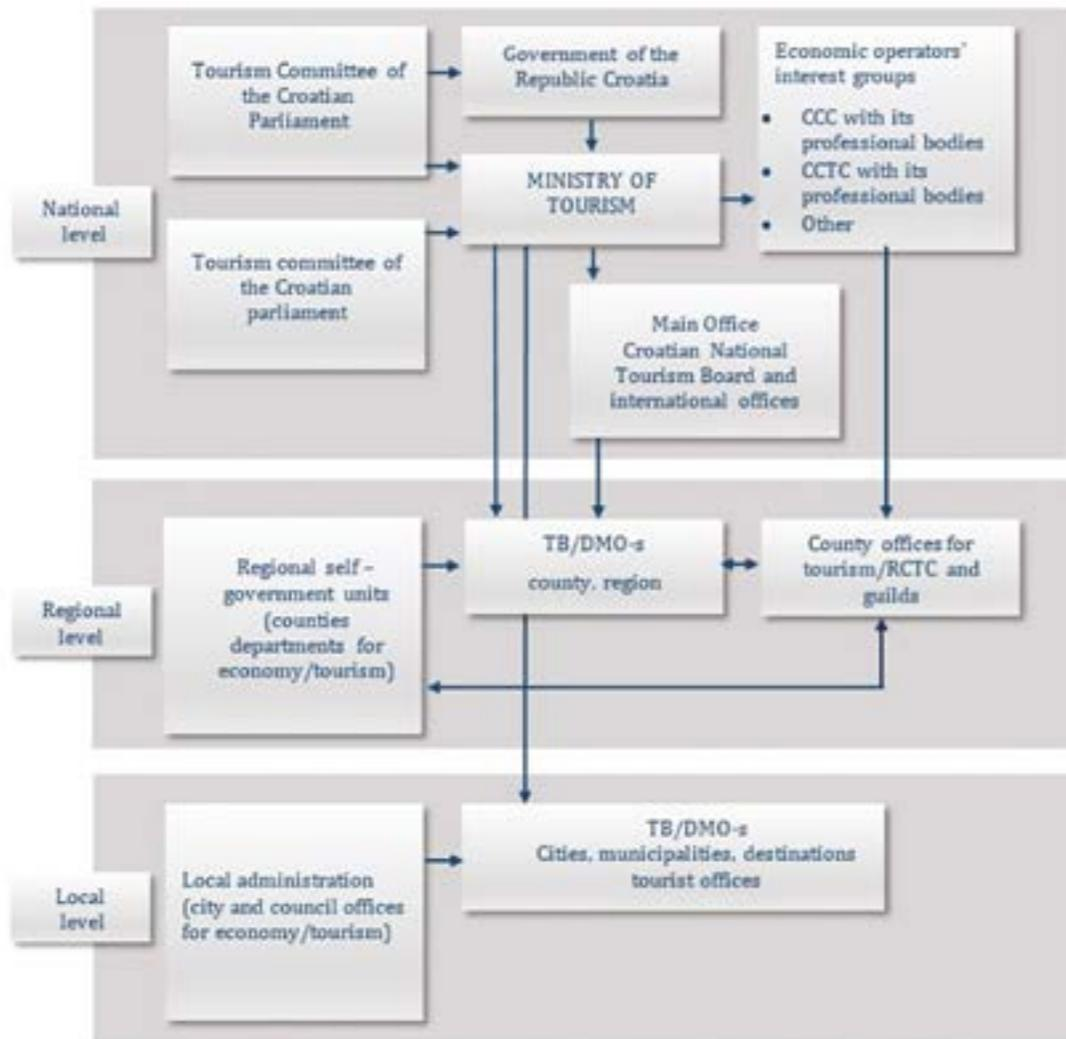 National
level
Tourism Committee of
the Croatian
Parliament
Government of the
Republic Croatia
MINISTRY OF
TOURISM
Economic operators'
interest groups
• CCC with its
professional bodies
• CCTC with its
professional bodies
• Other
Tourism committee of
the Croatian
parliament
Main Office
Croatian National
Tourism Board and
international offices
Regional
level
Regional self –
government units
(counties
departments for
economy/tourism)
TB/DMO-s
county, region
County offices for
tourism/RCTC and
guilds
Local
level
Local administration
(city and council offices
for economy/tourism)
TB/DMO-s
Cities, municipalities, destinations
tourist offices